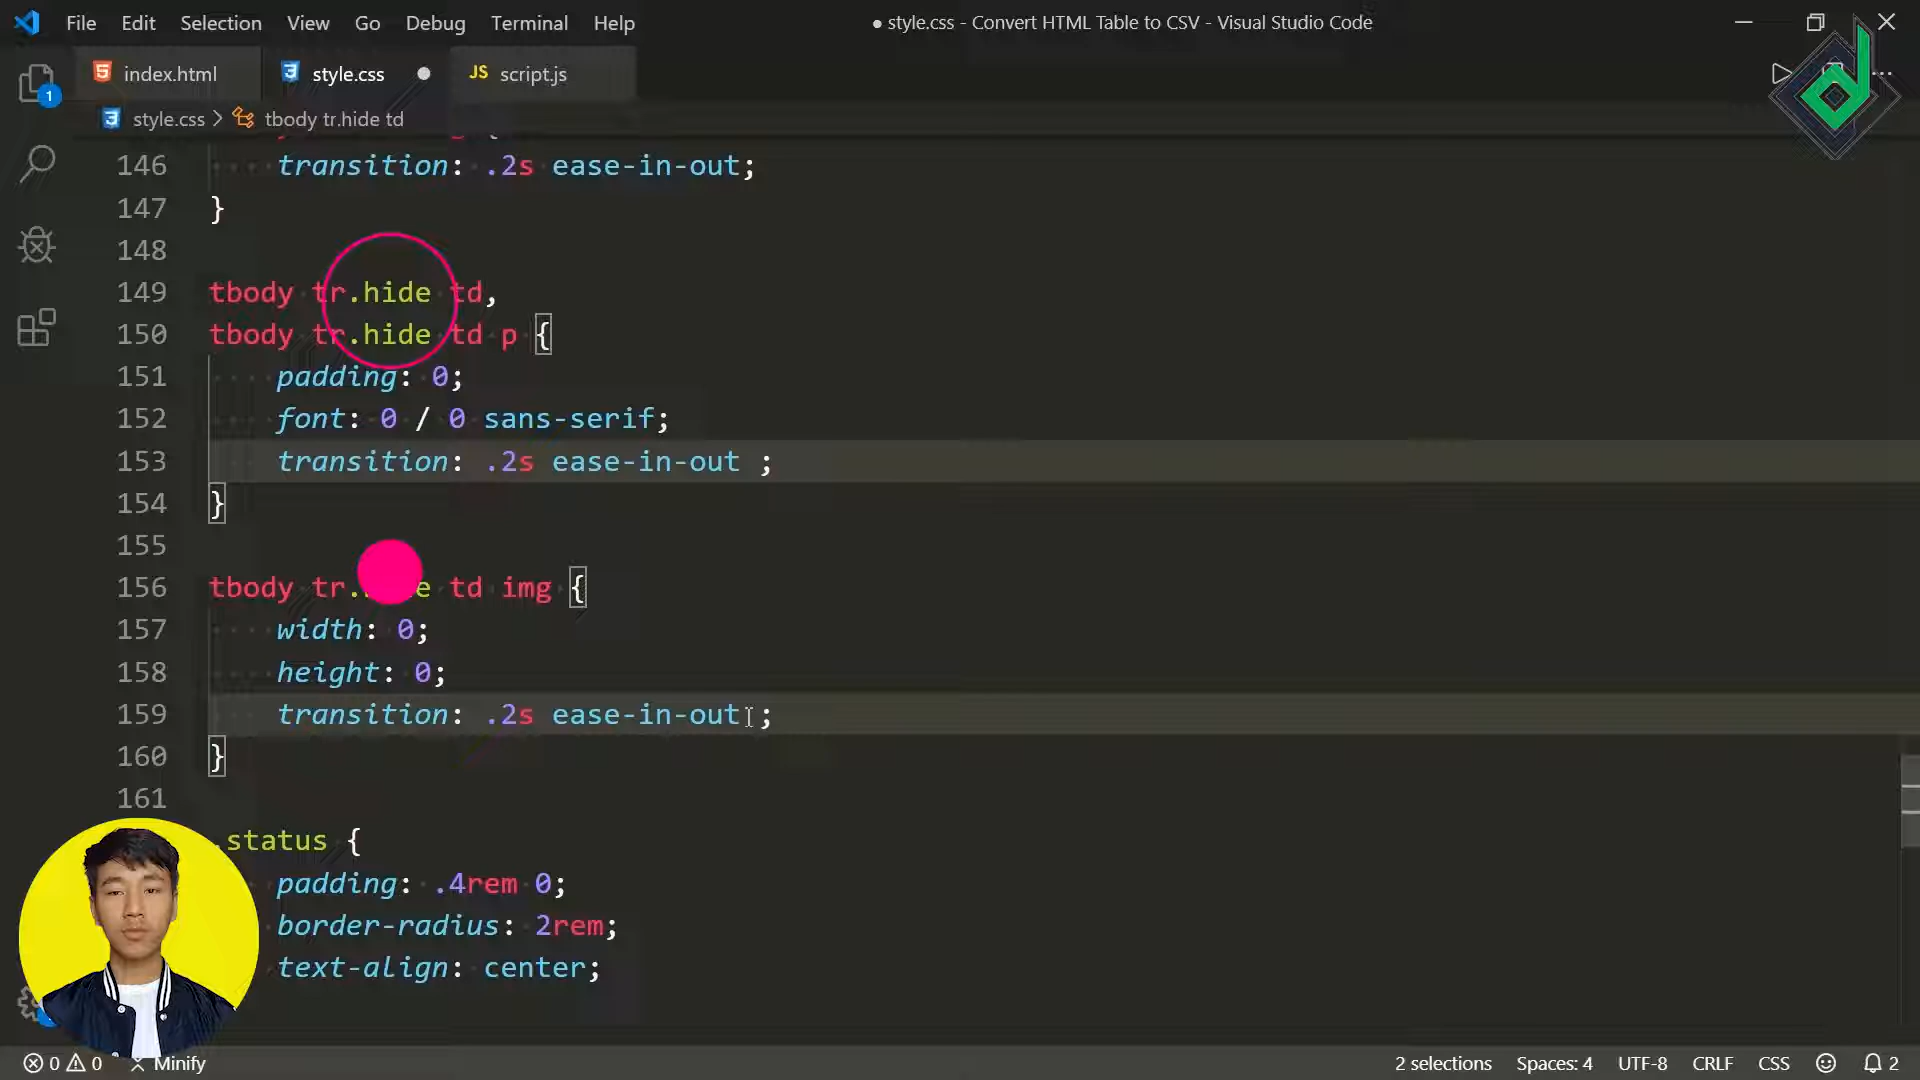 File Edit Selection View Go Debug Terminal Help
● style.css - Convert HTML Table to CSV - Visual Studio Code
index.html
style.css
JS script.js
1
style.css > tbody tr.hide td
146 transition: .2s ease-in-out;
147 }
148
149 tbody tr.hide td,
150 tbody tr.hide td p {
151 padding: 0;
152 font: 0 / 0 sans-serif;
153 transition: .2s ease-in-out ;
154 }
155
156 tbody tr. e td img {
157 width: 0;
158 height: 0;
159 transition: .2s ease-in-out ;
160 }
161
.status {
padding: .4rem 0;
border-radius: 2rem;
text-align: center;
0 0 Minify
2 selections Spaces: 4 UTF-8 CRLF CSS 2